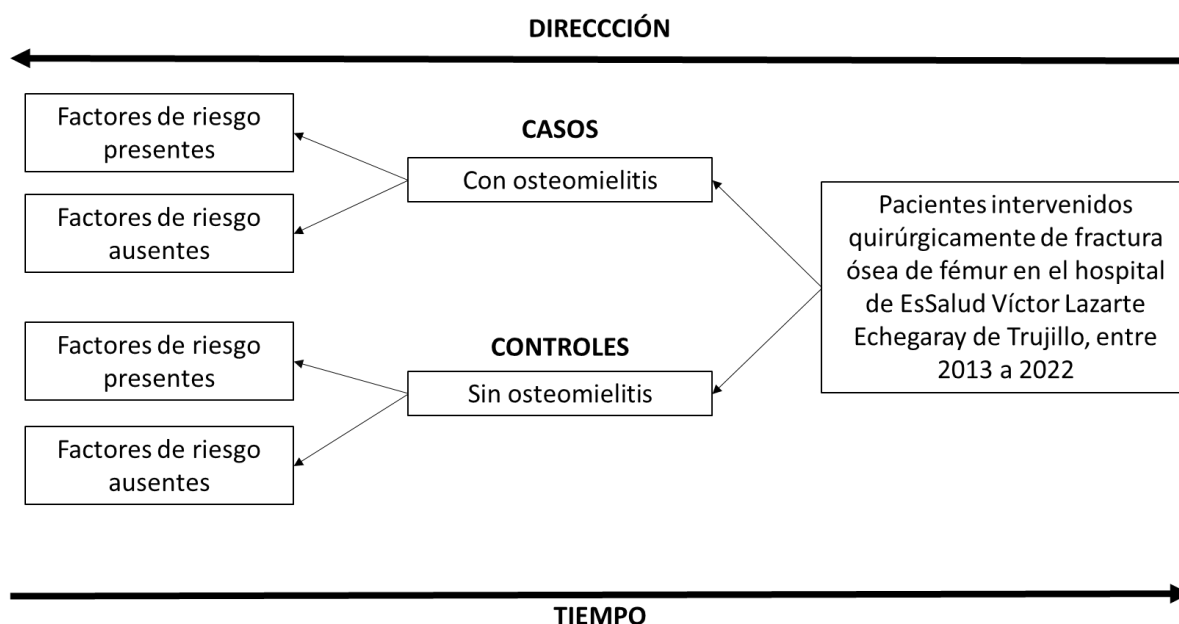 DIRECCCIÓN
Factores de riesgo
presentes
Factores de riesgo
ausentes
CASOS
Con osteomielitis
Factores de riesgo
presentes
Factores de riesgo
ausentes
CONTROLES
Sin osteomielitis
Pacientes intervenidos
quirúrgicamente de fractura
ósea de fémur en el hospital
de EsSalud Víctor Lazarte
Echegaray de Trujillo, entre
2013 a 2022
TIEMPO